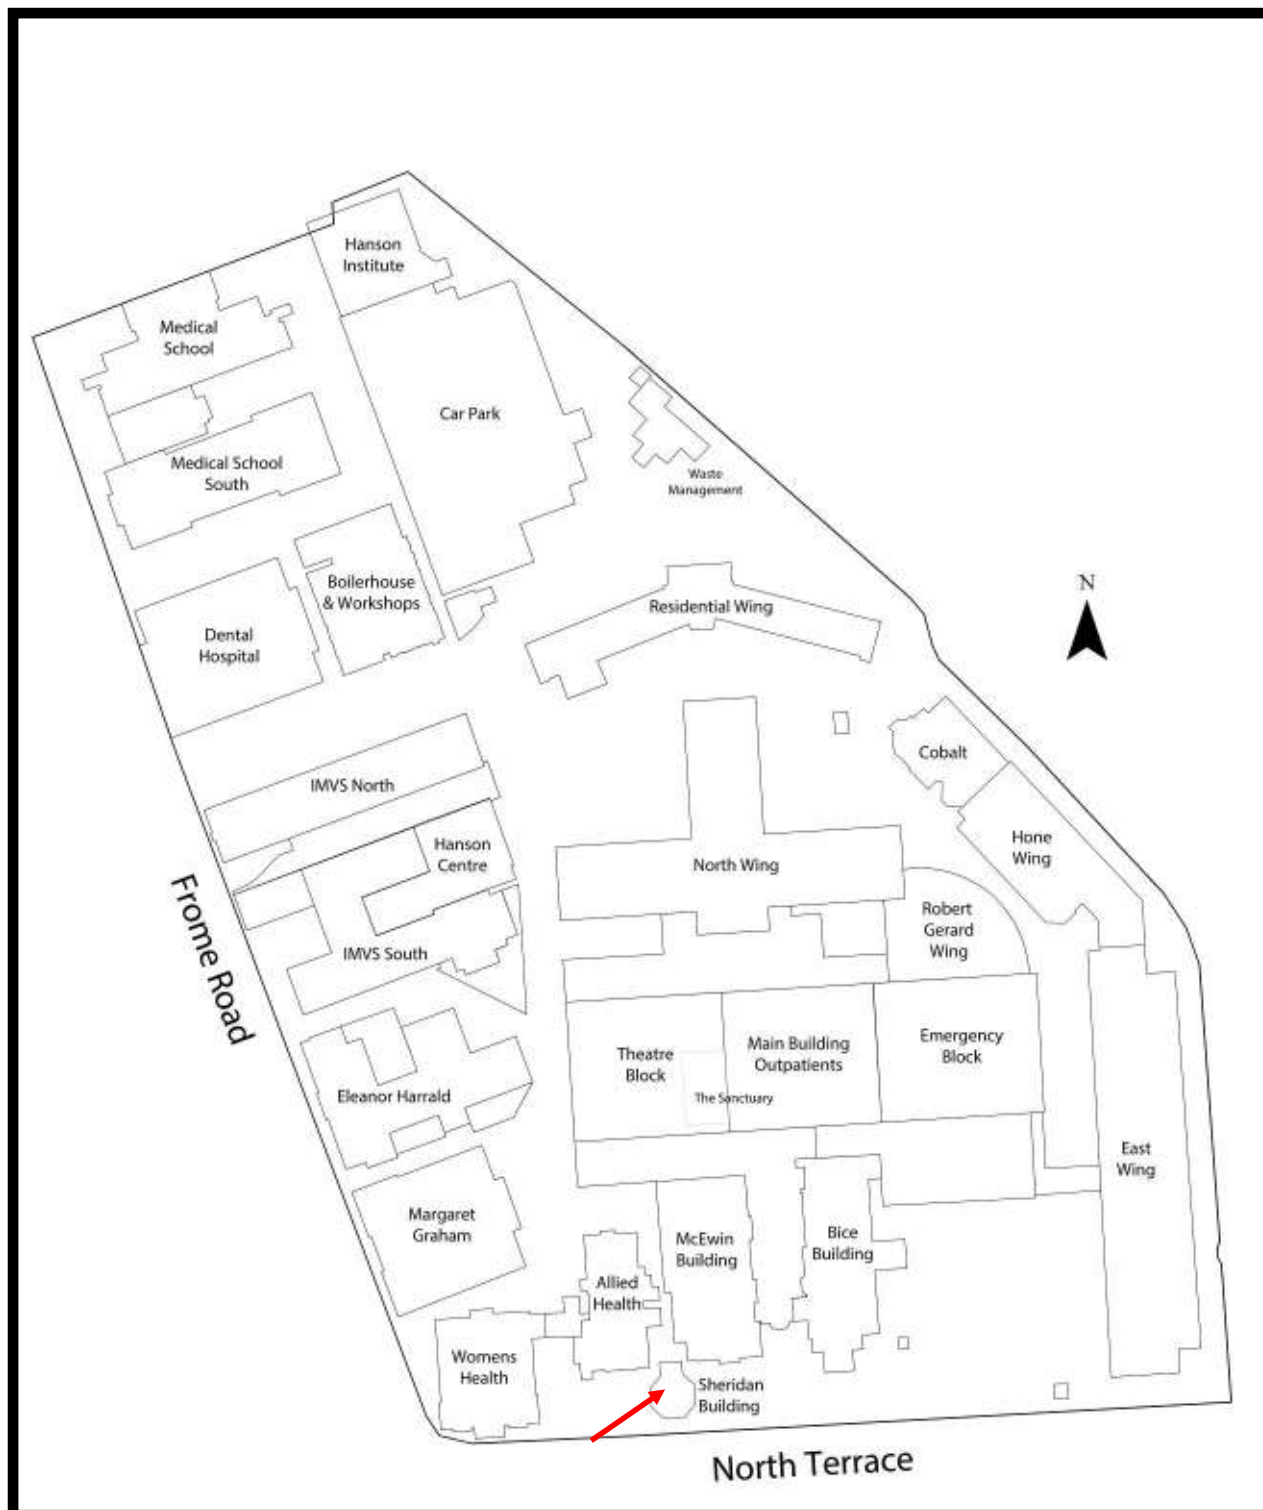 Hanson
Institute
Medical
School
Car Park
Medical School
South
Waste
Management
Boilerhouse
& Workshops
Residential Wing
N
Dental
Hospital
Cobalt
IMVS North
Hone
Wing
Hanson
Centre
North Wing
Robert
Gerard
Wing
Frome Road
IMVS South
Theatre
Block
Main Building
Outpatients
Emergency
Block
Eleanor Harrald
The Sanctuary
East
Wing
Margaret
Graham
McEwin
Building
Bice
Building
Allied
Health
Womens
Health
Sheridan
Building
North Terrace